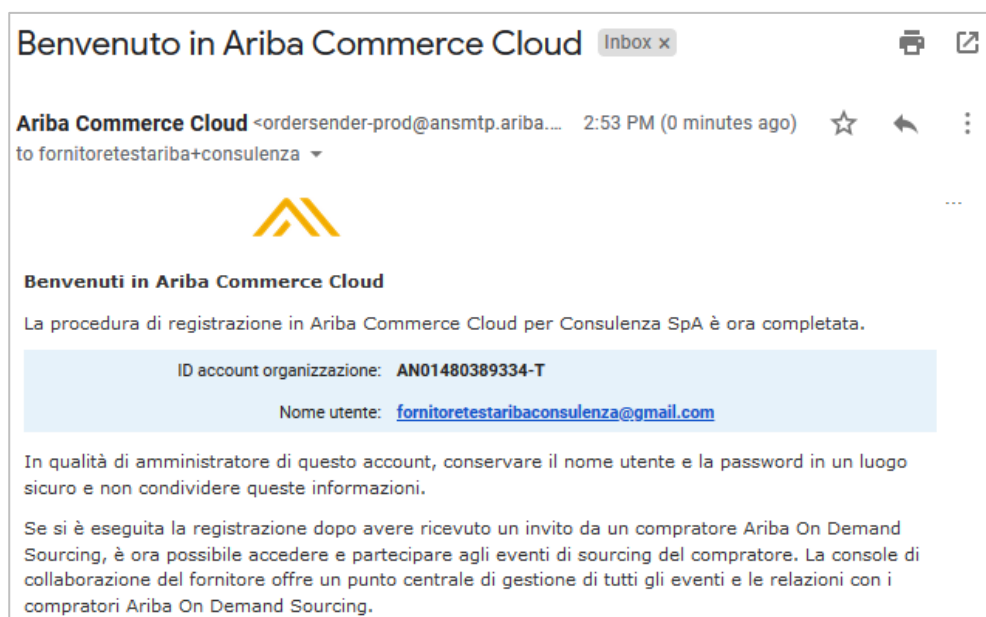 Benvenuto in Ariba Commerce Cloud Inbox x
Ariba Commerce Cloud <ordersender-prod@ansmtp.ariba.... 2:53 PM (0 minutes ago)
to fornitoretestariba+consulenza
Benvenuti in Ariba Commerce Cloud
La procedura di registrazione in Ariba Commerce Cloud per Consulenza SpA è ora completata.
ID account organizzazione: AN01480389334-T
Nome utente: fornitoretestaribaconsulenza@gmail.com
In qualità di amministratore di questo account, conservare il nome utente e la password in un luogo
sicuro e non condividere queste informazioni.
Se si è eseguita la registrazione dopo avere ricevuto un invito da un compratore Ariba On Demand
Sourcing, è ora possibile accedere e partecipare agli eventi di sourcing del compratore. La console di
collaborazione del fornitore offre un punto centrale di gestione di tutti gli eventi e le relazioni con i
compratori Ariba On Demand Sourcing.